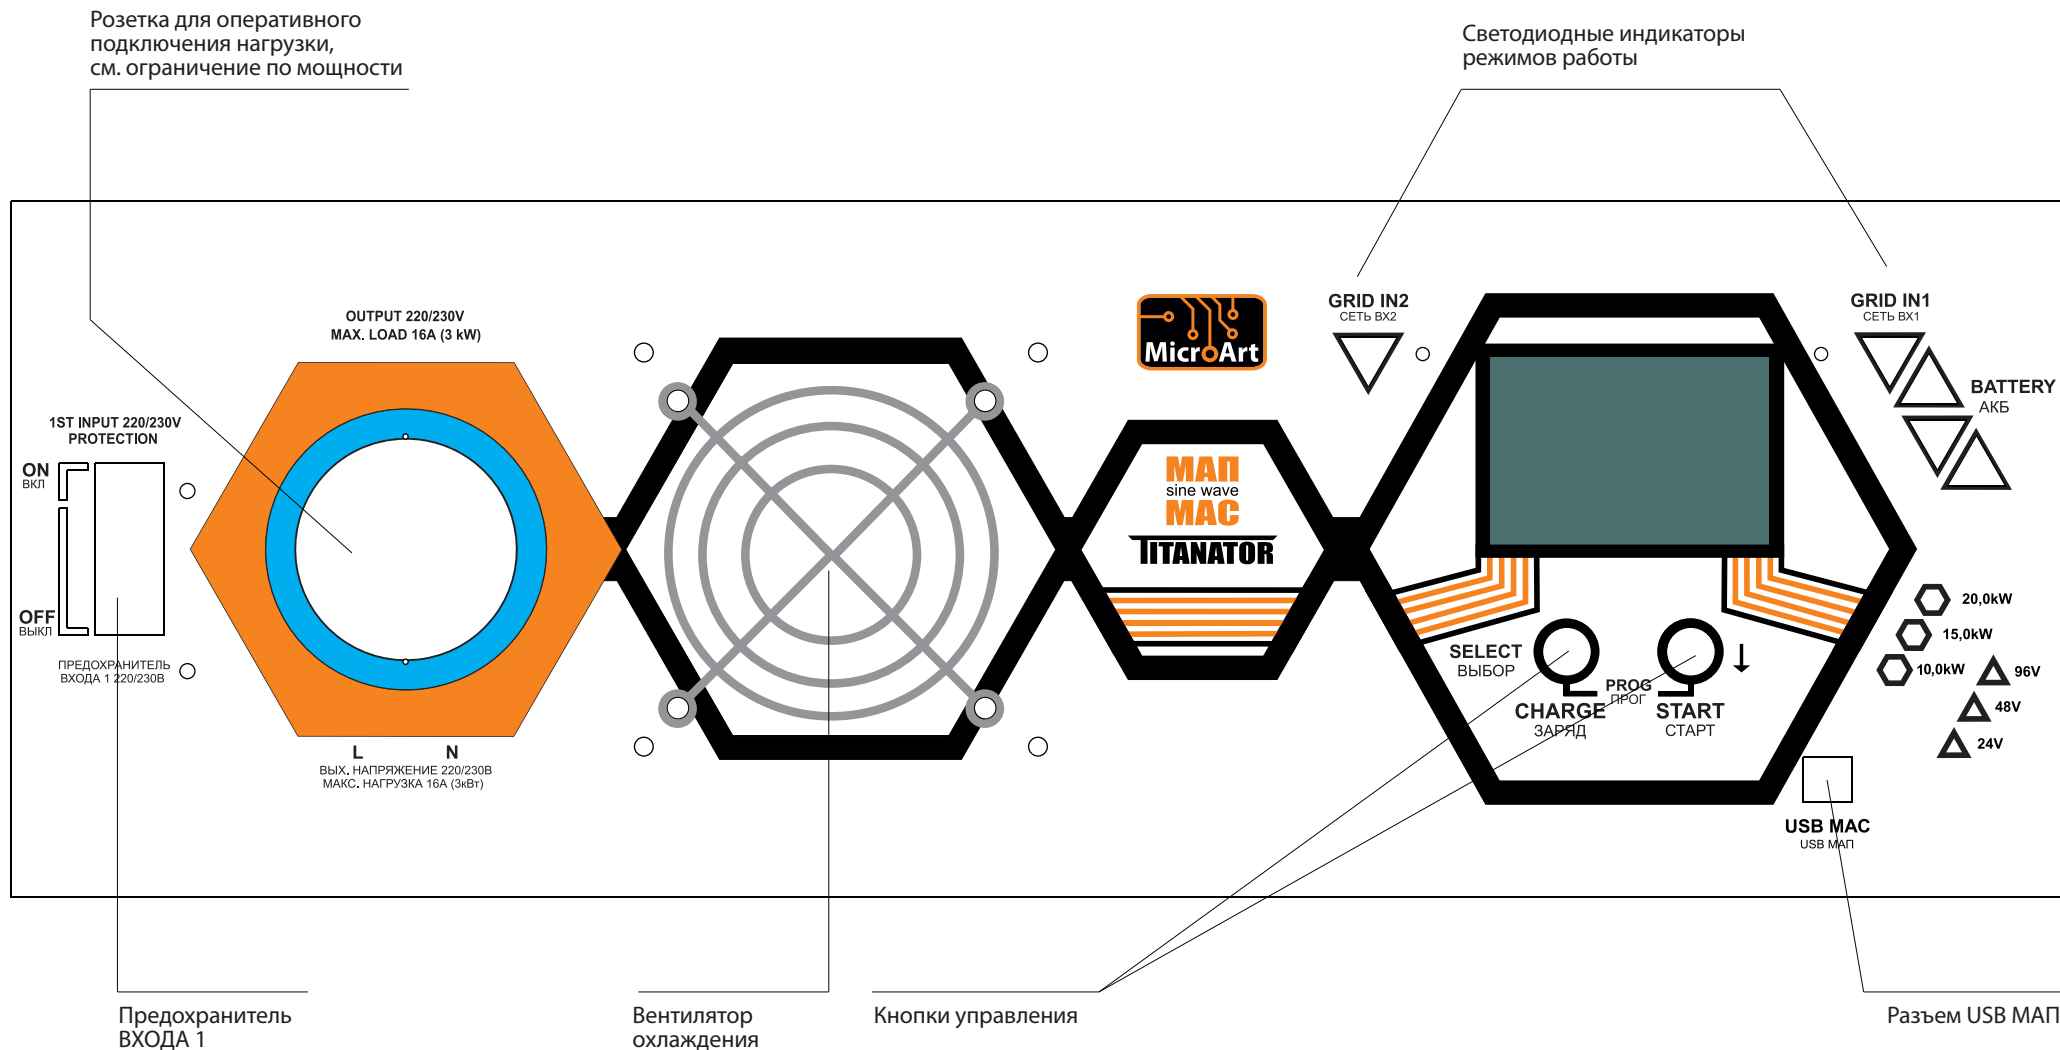 Розетка для оперативного
подключения нагрузки,
см. ограничение по мощности
Светодиодные индикаторы
режимов работы
OUTPUT 220/230V
MAX. LOAD 16A (3 kW)
1ST INPUT 220/230V
PROTECTION
ON
ВКЛ
OFF
ВЫКЛ
ПРЕДОХРАНИТЕЛЬ
ВХОДА 1 220/230В
L N
ВЫХ. НАПРЯЖЕНИЕ 220/230В
МАКС. НАГРУЗКА 16А (3кВт)
MicroArt
МАП
sine wave
MAC
TITANATOR
GRID IN2
СЕТЬ ВХ2
GRID IN1
СЕТЬ ВХ1
BATTERY
АКБ
SELECT
ВЫБОР
PROG
ПРОГ
CHARGE
ЗАРЯД
START
СТАРТ
↓
20,0kW
15,0kW
10,0kW
96V
48V
24V
USB MAC
USB МАП
Предохранитель
ВХОДА 1
Вентилятор
охлаждения
Кнопки управления
Разъем USB МАП